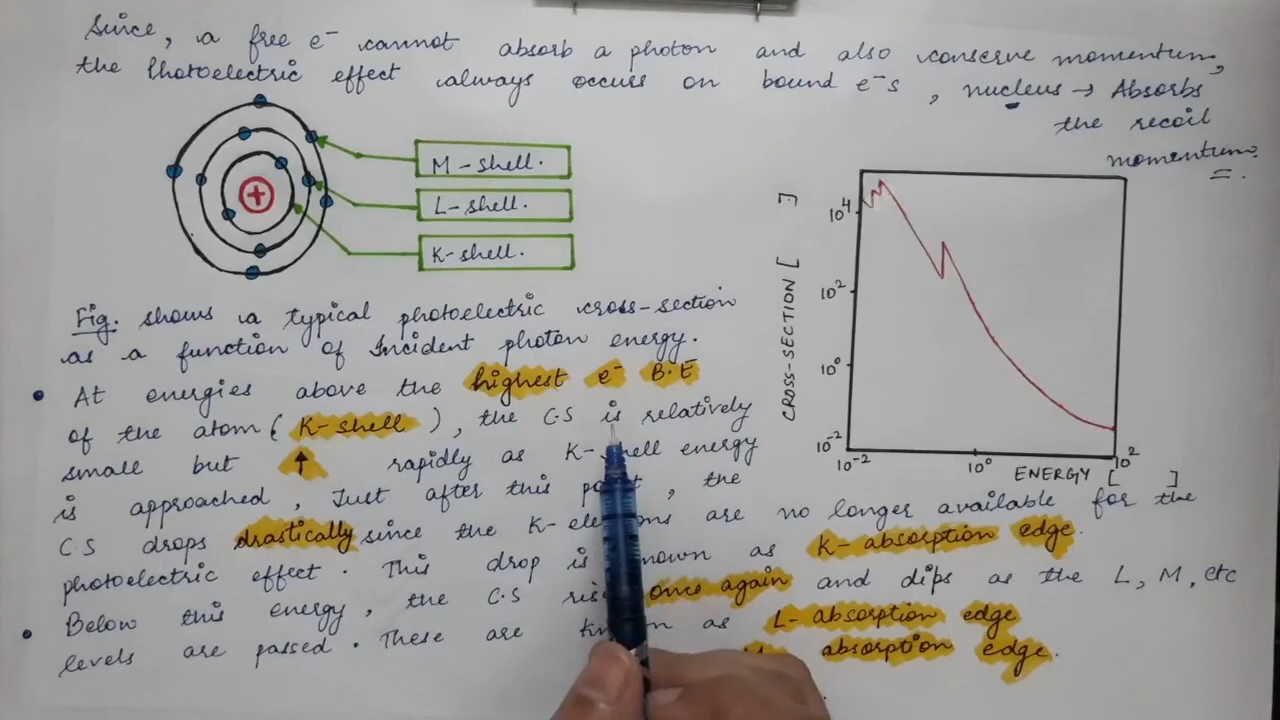 Since, a free e⁻ cannot absorb a photon and also conserve momentum,
the Photoelectric effect always occurs on bound e⁻s, nucleus → Absorbs
the recoil
momentum.
M-shell.
L-shell.
K-shell.
Fig. shows a typical photoelectric cross-section
as a function of Incident photon energy.
• At energies above the highest e⁻ B.E
of the atom (K-shell), the C.S is relatively
small but ↑ rapidly as K-shell energy
is approached, Just after this, the
C.S drops drastically since the K- are no longer available for the
photoelectric effect. This drop is known as K-absorption edge.
• Below this energy, the C.S once again and dips as the L, M, etc
levels are passed. These are as L-absorption edge
absorption edge.
CROSS-SECTION [ ]
10⁴
10²
10⁰
10⁻²
10⁻² 10⁰ 10²
ENERGY [ ]